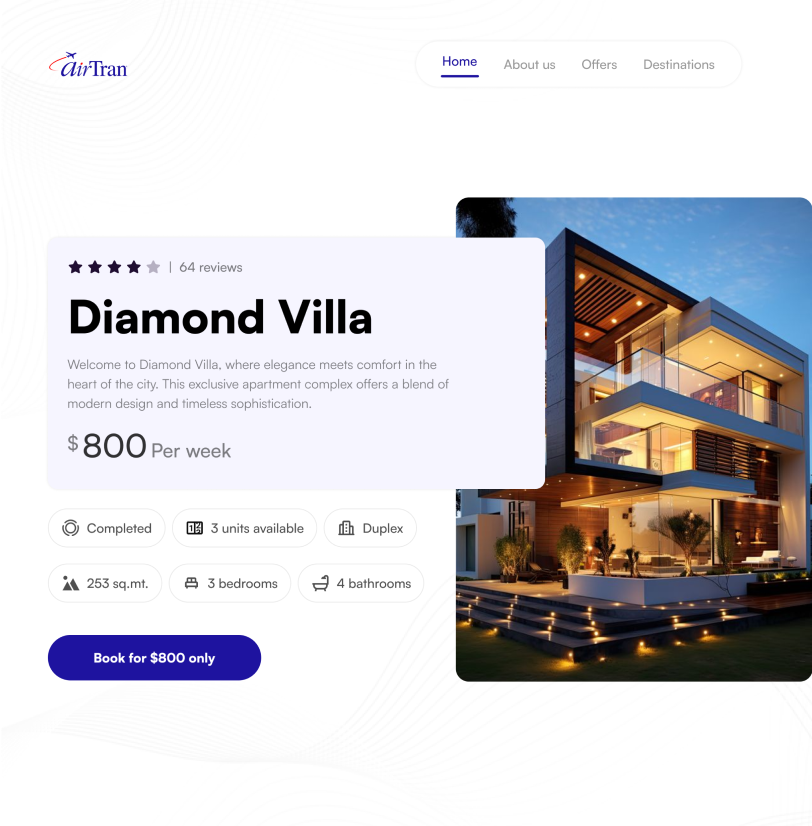 airTran
Home About us Offers Destinations
| 64 reviews
Diamond Villa
Welcome to Diamond Villa, where elegance meets comfort in the
heart of the city. This exclusive apartment complex offers a blend of
modern design and timeless sophistication.
$800 Per week
Completed 3 units available Duplex
253 sq.mt. 3 bedrooms 4 bathrooms
Book for $800 only